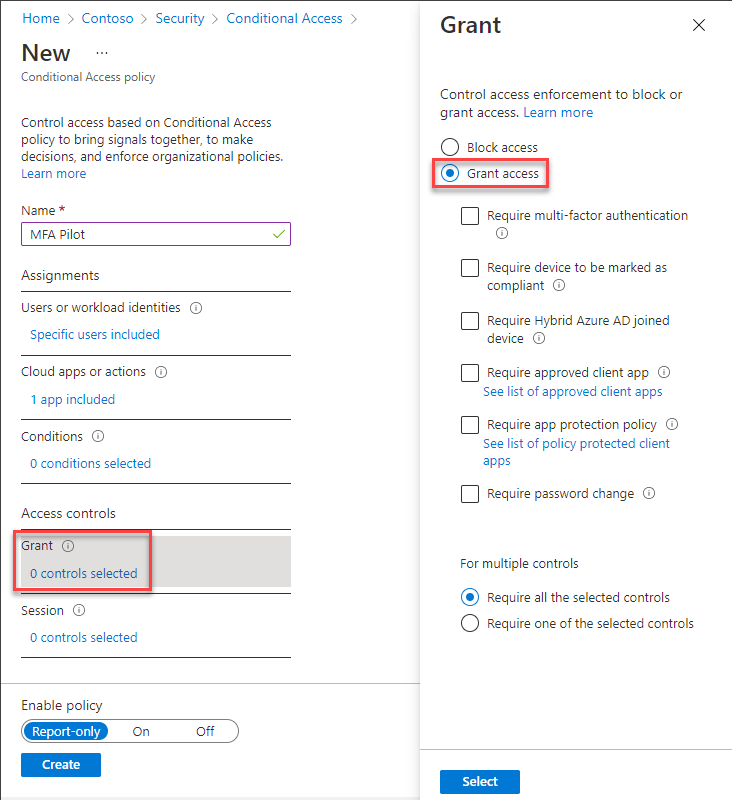 Home > Contoso > Security > Conditional Access >
New ...
Conditional Access policy
Control access based on Conditional Access
policy to bring signals together, to make
decisions, and enforce organizational policies.
Learn more
Name *
MFA Pilot
Assignments
Users or workload identities
Specific users included
Cloud apps or actions
1 app included
Conditions
0 conditions selected
Access controls
Grant
0 controls selected
Session
0 controls selected
Enable policy
Report-only On Off
Create
Grant
Control access enforcement to block or
grant access. Learn more
Block access
Grant access
Require multi-factor authentication
Require device to be marked as
compliant
Require Hybrid Azure AD joined
device
Require approved client app
See list of approved client apps
Require app protection policy
See list of policy protected client
apps
Require password change
For multiple controls
Require all the selected controls
Require one of the selected controls
Select